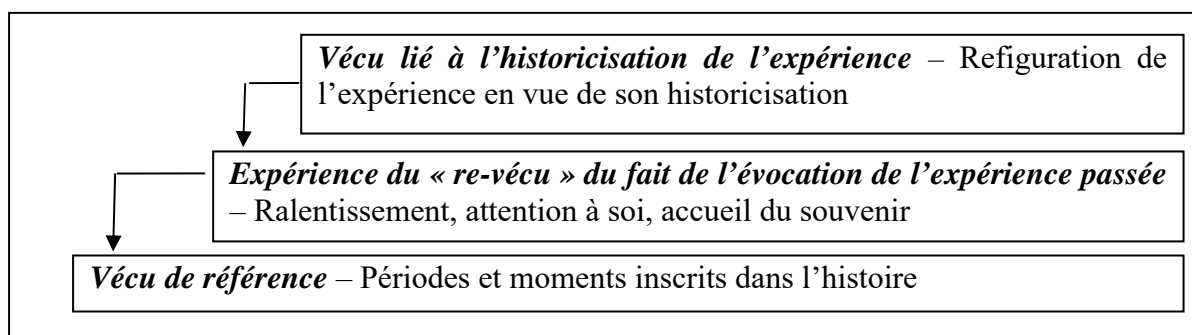 Vécu lié à l’historicisation de l’expérience – Refiguration de
l’expérience en vue de son historicisation
Expérience du « re-vécu » du fait de l’évocation de l’expérience passée
– Ralentissement, attention à soi, accueil du souvenir
Vécu de référence – Périodes et moments inscrits dans l’histoire